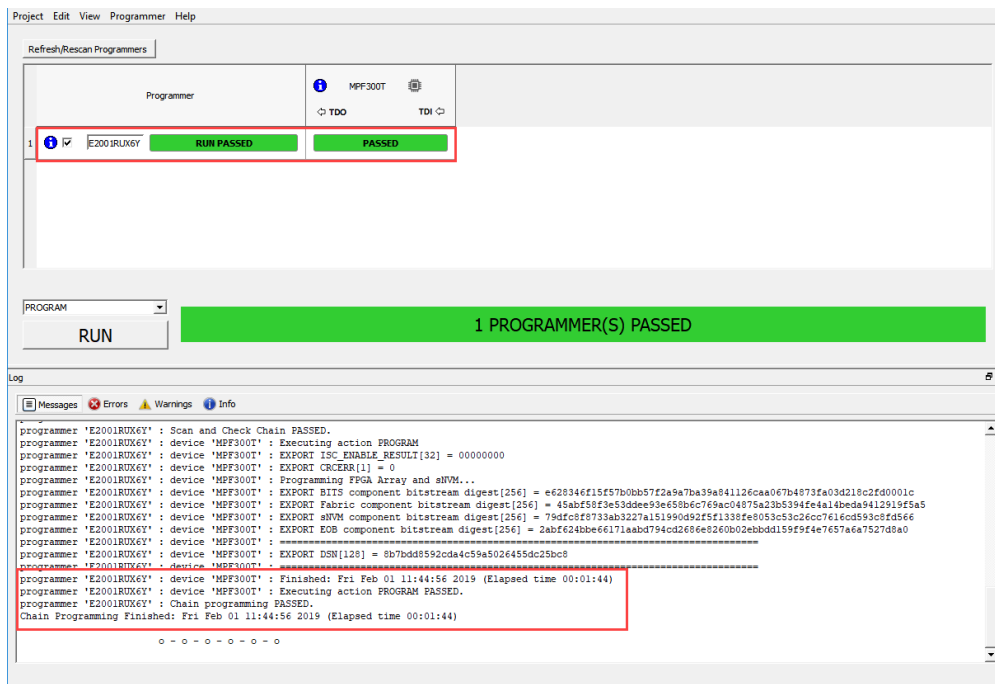 Project Edit View Programmer Help
Refresh/Rescan Programmers
Programmer
MPF300T
TDO TDI
1 E2001RUX6Y RUN PASSED PASSED
PROGRAM
RUN
1 PROGRAMMER(S) PASSED
Log
Messages Errors Warnings Info
programmer 'E2001RUX6Y' : Scan and Check Chain PASSED.
programmer 'E2001RUX6Y' : device 'MPF300T' : Executing action PROGRAM
programmer 'E2001RUX6Y' : device 'MPF300T' : EXPORT ISC_ENABLE_RESULT[32] = 00000000
programmer 'E2001RUX6Y' : device 'MPF300T' : EXPORT CRCERR[1] = 0
programmer 'E2001RUX6Y' : device 'MPF300T' : Programming FPGA Array and sNVM...
programmer 'E2001RUX6Y' : device 'MPF300T' : EXPORT BITS component bitstream digest[256] = e628346f15f57b0bb57f2a9a7ba39a841126caa067b4873fa03d218c2fd0001c
programmer 'E2001RUX6Y' : device 'MPF300T' : EXPORT Fabric component bitstream digest[256] = 45abf58f3e53ddee93e658b6c769ac04875a23b5394fe4a14beda9412919f5a5
programmer 'E2001RUX6Y' : device 'MPF300T' : EXPORT sNVM component bitstream digest[256] = 79dfc8f8733ab3227a151990d92f5f1338fe8053c53c26cc7616cd593c8fd566
programmer 'E2001RUX6Y' : device 'MPF300T' : EXPORT EOB component bitstream digest[256] = 2abf624bbe66171aabd794cd2686e8260b02ebbdd159f9f4e7657a6a7527d8a0
programmer 'E2001RUX6Y' : device 'MPF300T' : =====================================================================
programmer 'E2001RUX6Y' : device 'MPF300T' : EXPORT DSN[128] = 8b7bdd8592cda4c59a5026455dc25bc8
programmer 'E2001RUX6Y' : device 'MPF300T' : =====================================================================
programmer 'E2001RUX6Y' : device 'MPF300T' : Finished: Fri Feb 01 11:44:56 2019 (Elapsed time 00:01:44)
programmer 'E2001RUX6Y' : device 'MPF300T' : Executing action PROGRAM PASSED.
programmer 'E2001RUX6Y' : Chain programming PASSED.
Chain Programming Finished: Fri Feb 01 11:44:56 2019 (Elapsed time 00:01:44)
o - o - o - o - o - o